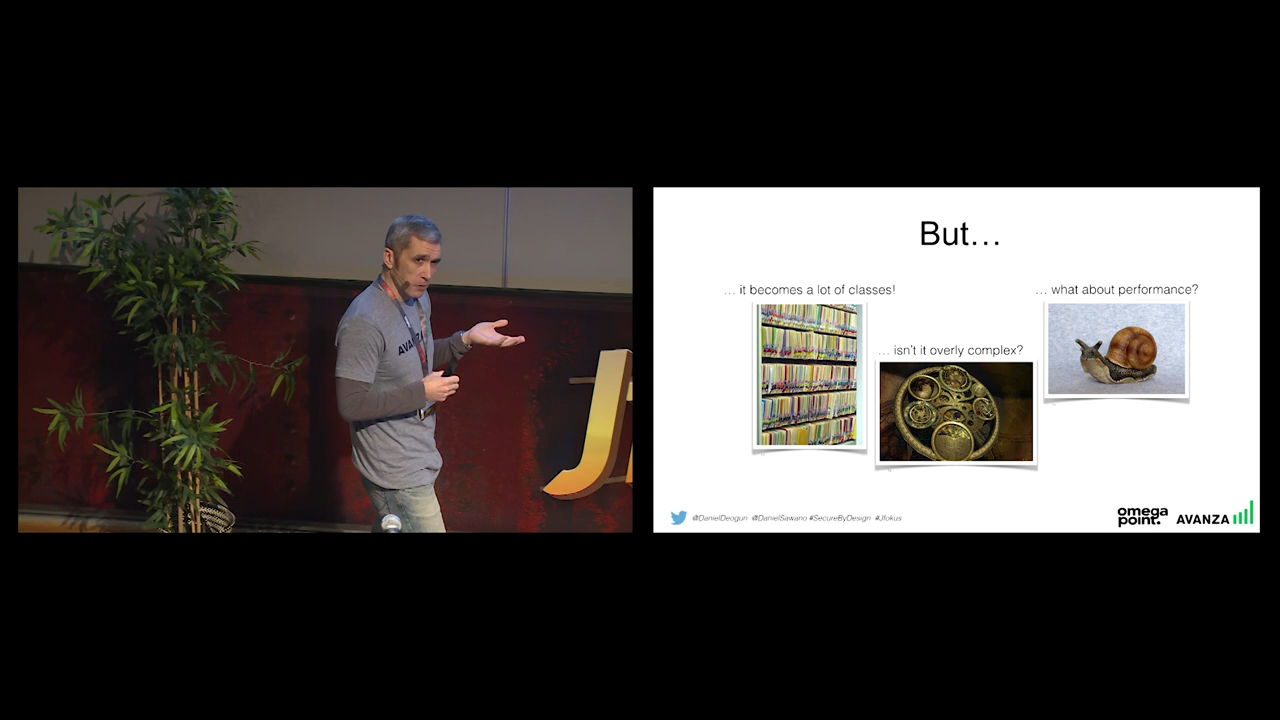 But…
… it becomes a lot of classes!
… what about performance?
… isn't it overly complex?
@DanielDeogun @DanielSawano #SecureByDesign #Jfokus
omega
point.
AVANZA